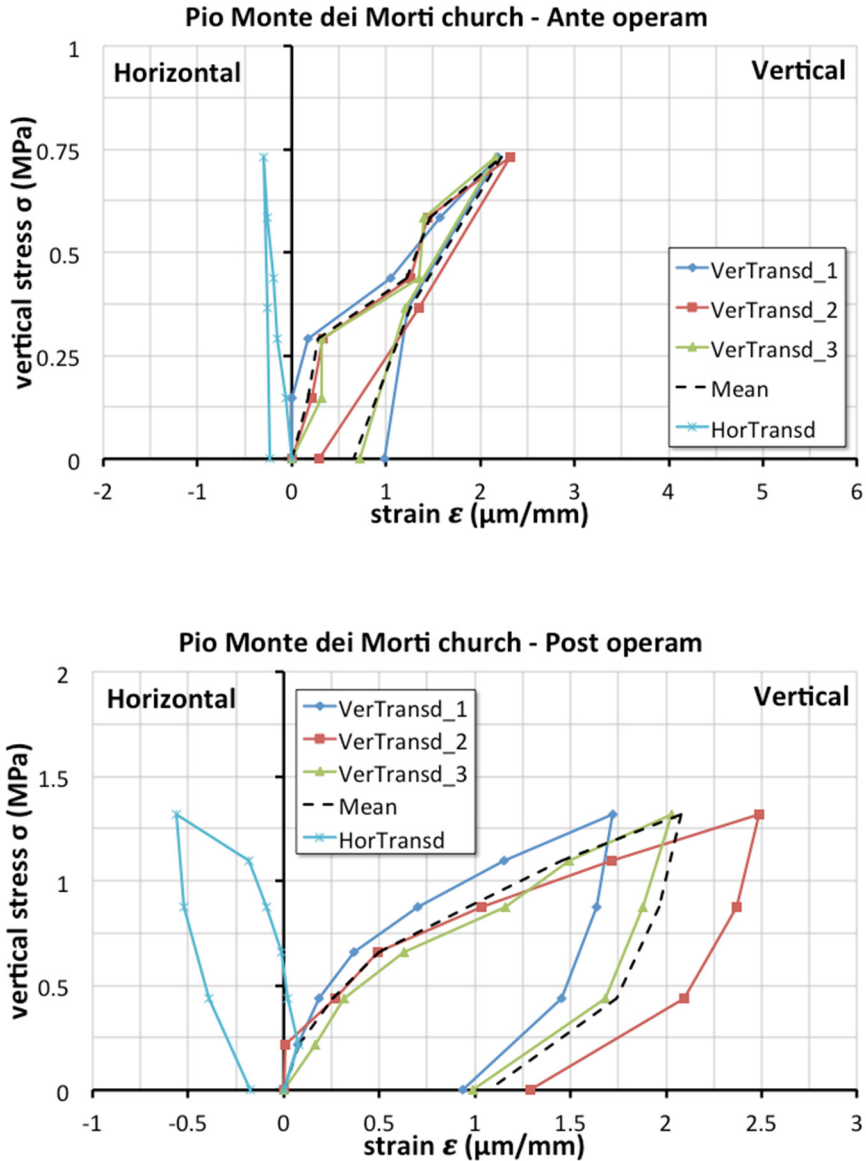 Pio Monte dei Morti church - Ante operam
Horizontal
Vertical
vertical stress σ (MPa)
1
0.75
0.5
0.25
0
VerTransd_1
VerTransd_2
VerTransd_3
Mean
HorTransd
-2 -1 0 1 2 3 4 5 6
strain ε (μm/mm)
Pio Monte dei Morti church - Post operam
Horizontal
Vertical
vertical stress σ (MPa)
2
1.5
1
0.5
0
VerTransd_1
VerTransd_2
VerTransd_3
Mean
HorTransd
-1 -0.5 0 0.5 1 1.5 2 2.5 3
strain ε (μm/mm)